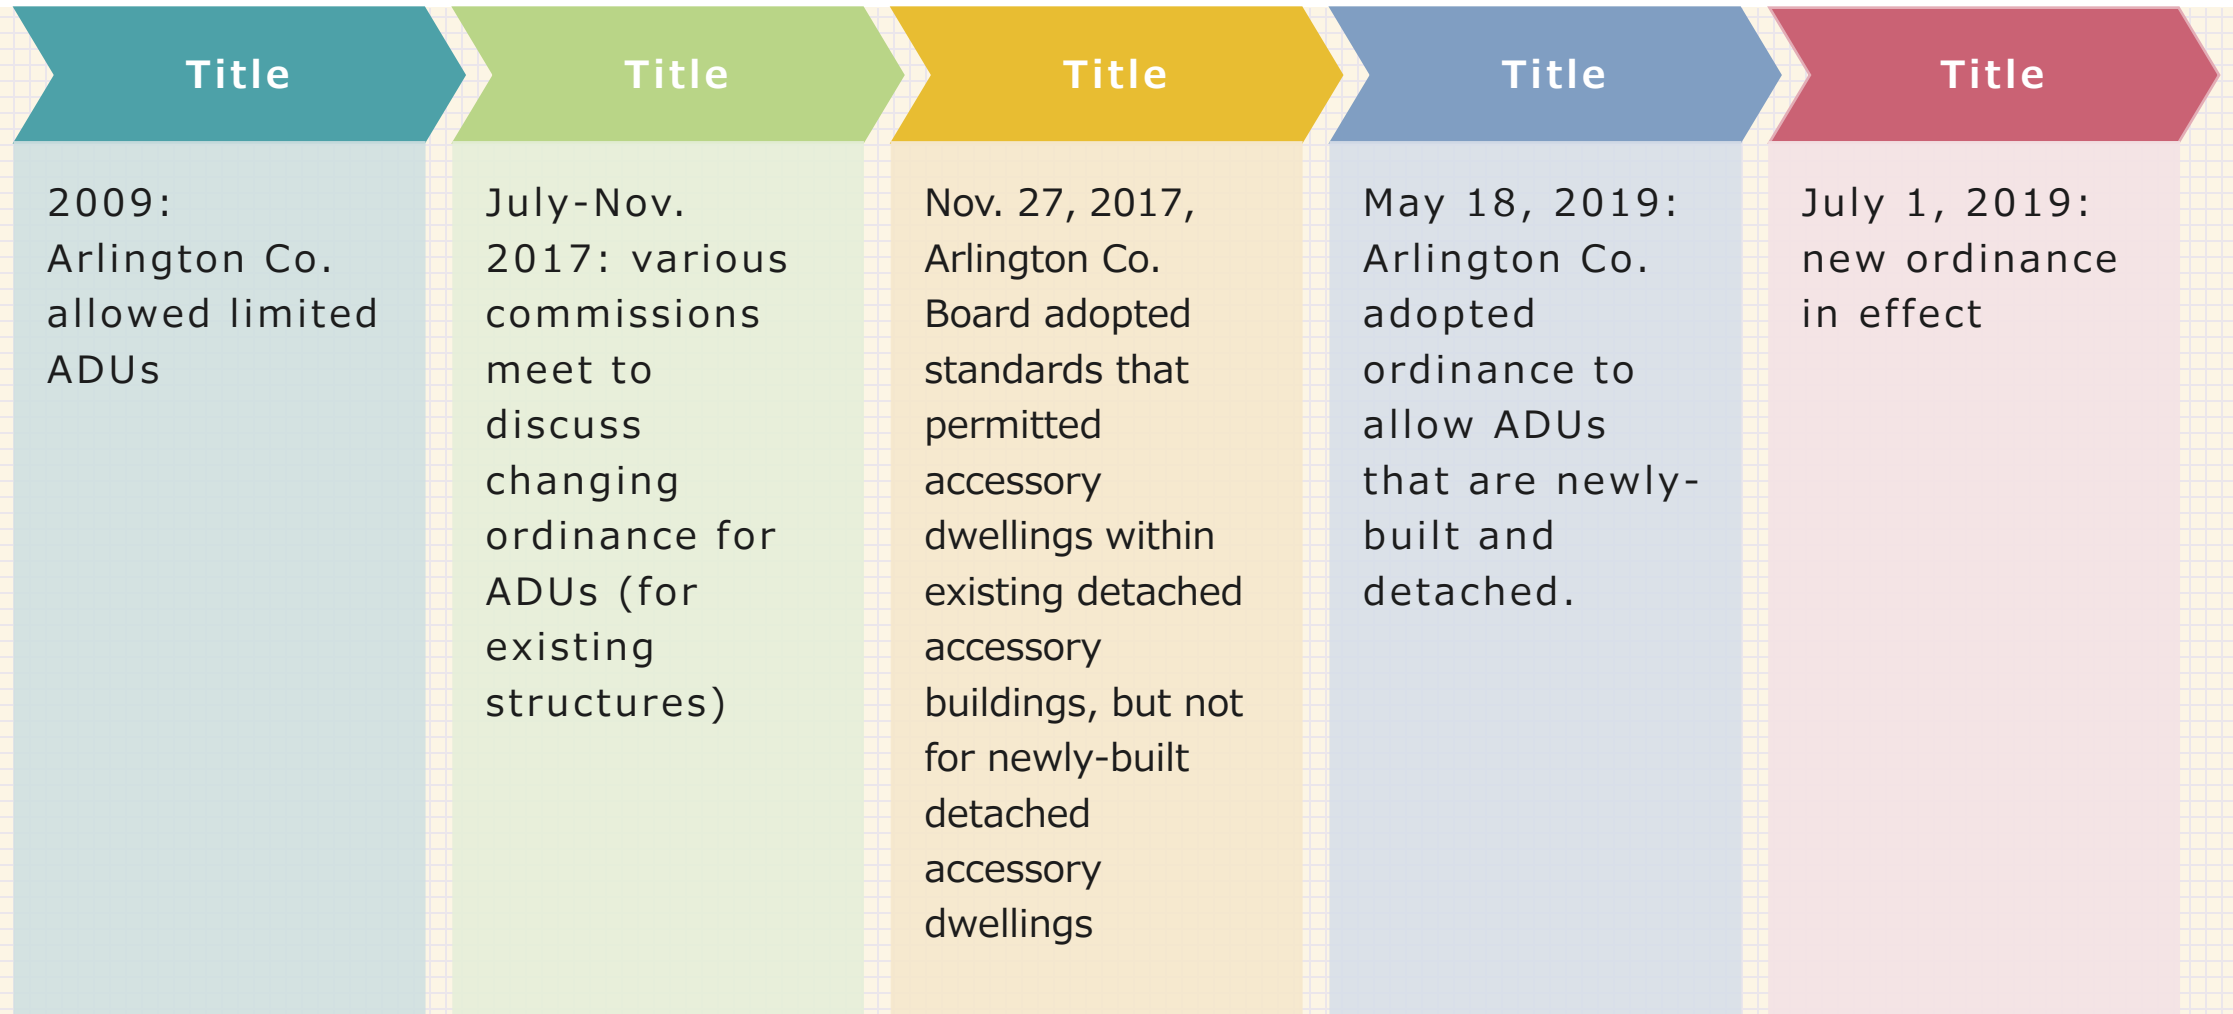 Title
2009:
Arlington Co.
allowed limited
ADUs
Title
July-Nov.
2017: various
commissions
meet to
discuss
changing
ordinance for
ADUs (for
existing
structures)
Title
Nov. 27, 2017,
Arlington Co.
Board adopted
standards that
permitted
accessory
dwellings within
existing detached
accessory
buildings, but not
for newly-built
detached
accessory
dwellings
Title
May 18, 2019:
Arlington Co.
adopted
ordinance to
allow ADUs
that are newly-
built and
detached.
Title
July 1, 2019:
new ordinance
in effect